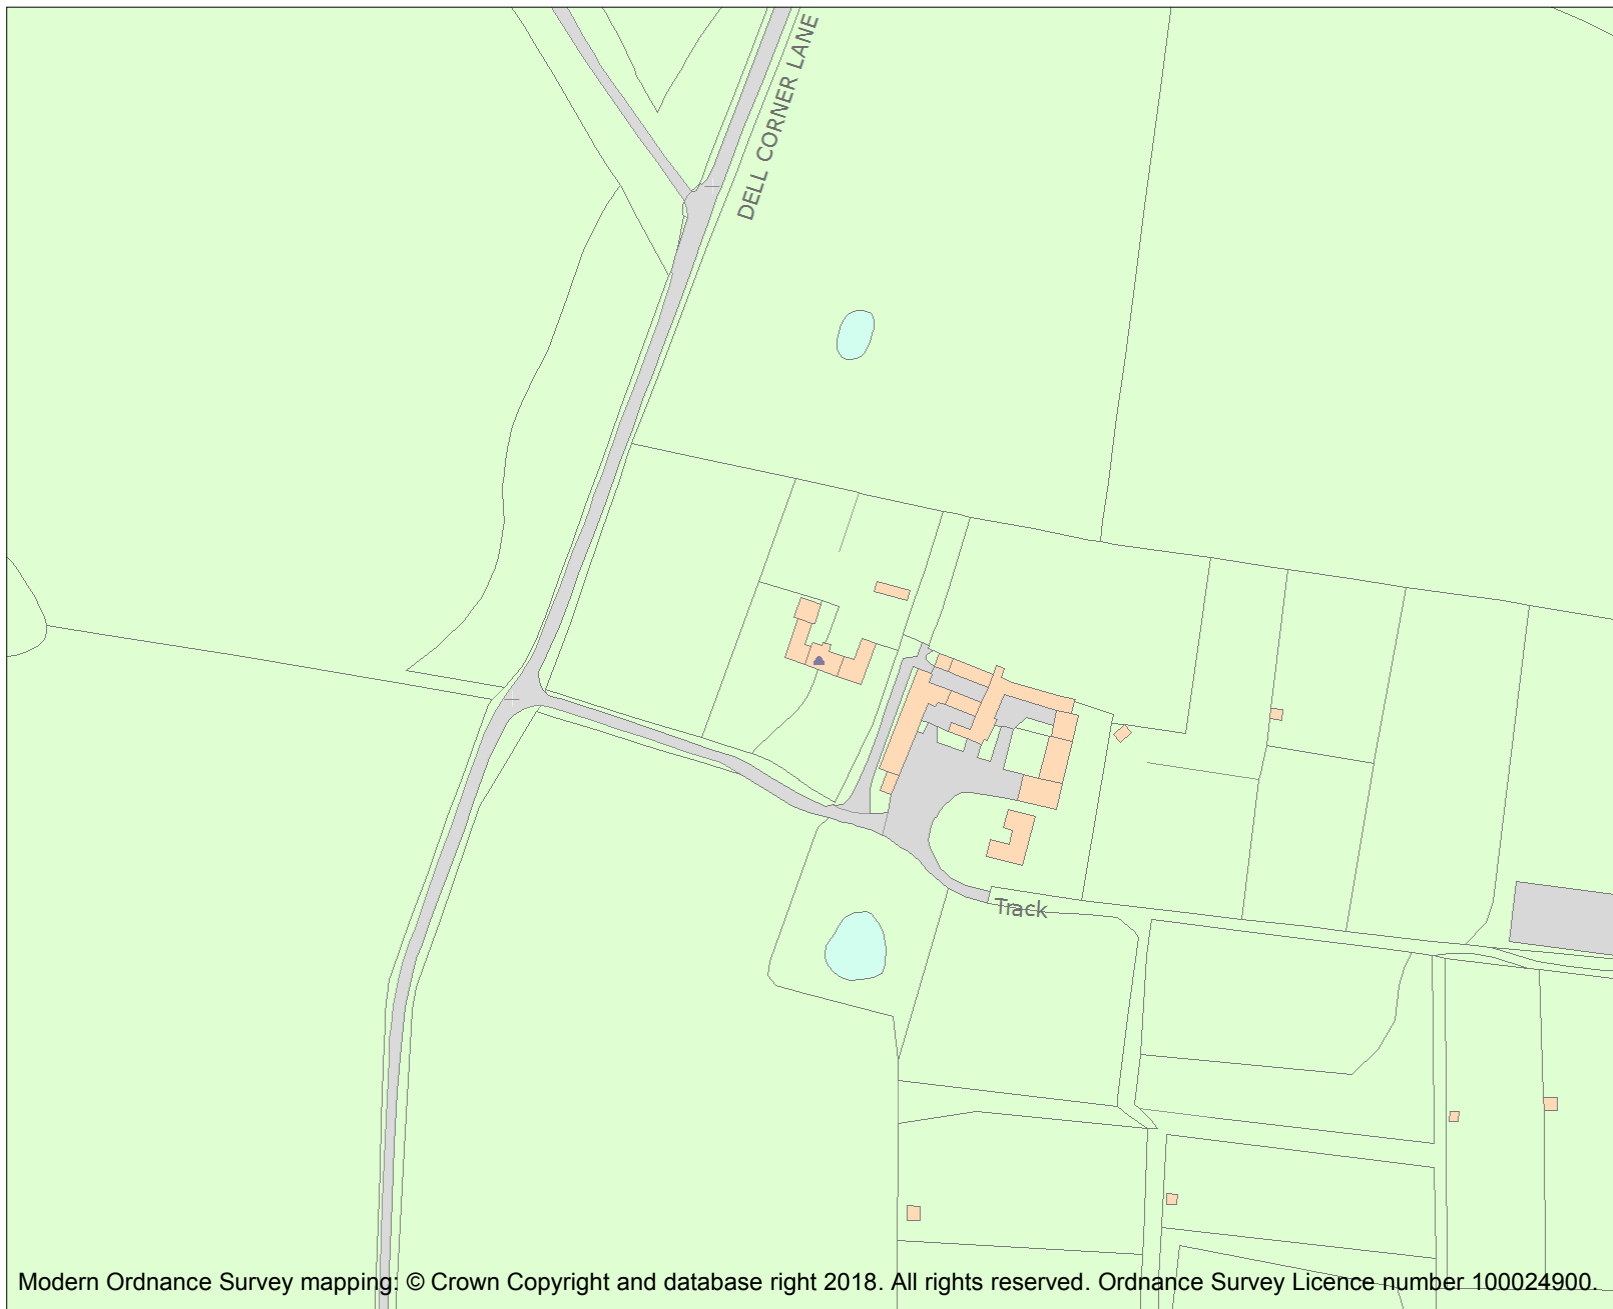 DELL CORNER LANE
Track
Modern Ordnance Survey mapping: © Crown Copyright and database right 2018. All rights reserved. Ordnance Survey Licence number 100024900.